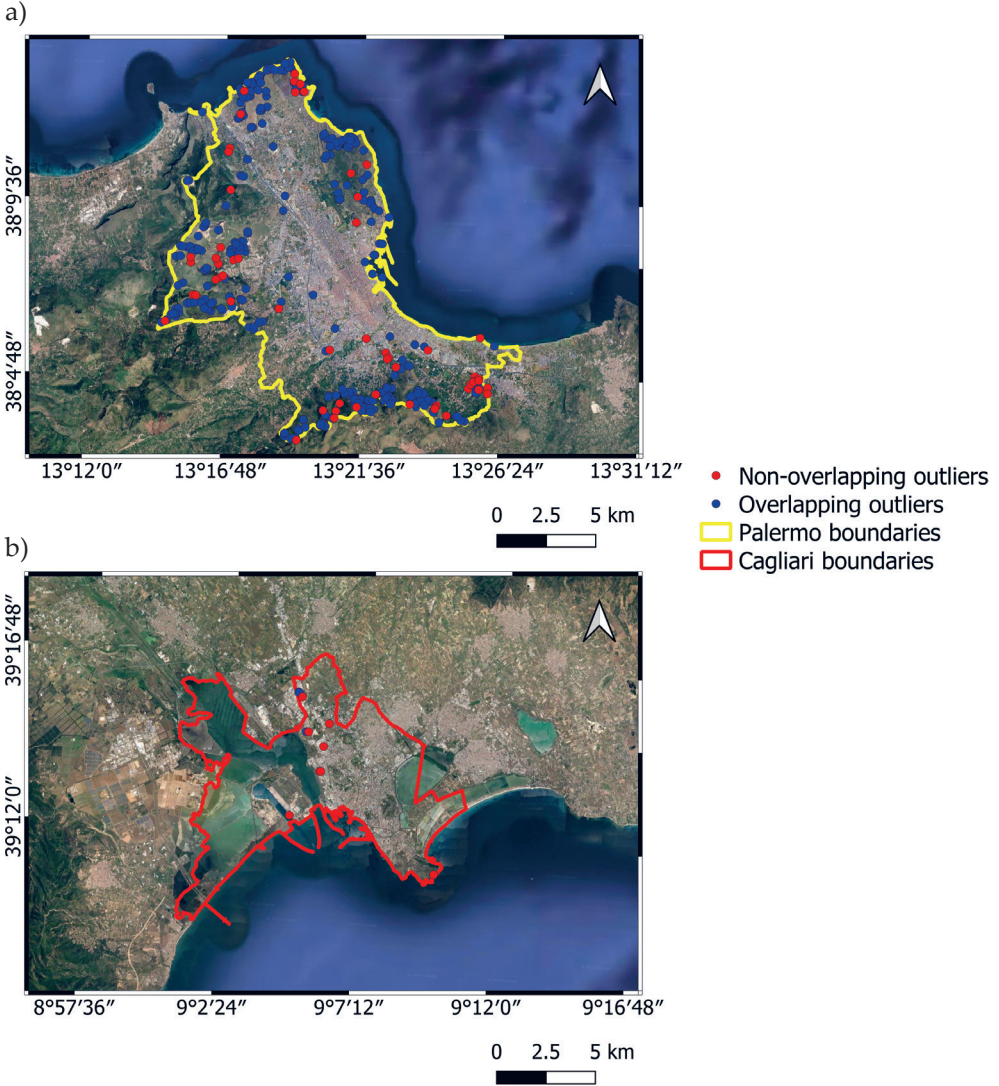 a)
38°9′36″
38°4′48″
13°12′0″ 13°16′48″ 13°21′36″ 13°26′24″ 13°31′12″
0 2.5 5 km
Non-overlapping outliers
Overlapping outliers
Palermo boundaries
Cagliari boundaries
b)
39°16′48″
39°12′0″
8°57′36″ 9°2′24″ 9°7′12″ 9°12′0″ 9°16′48″
0 2.5 5 km